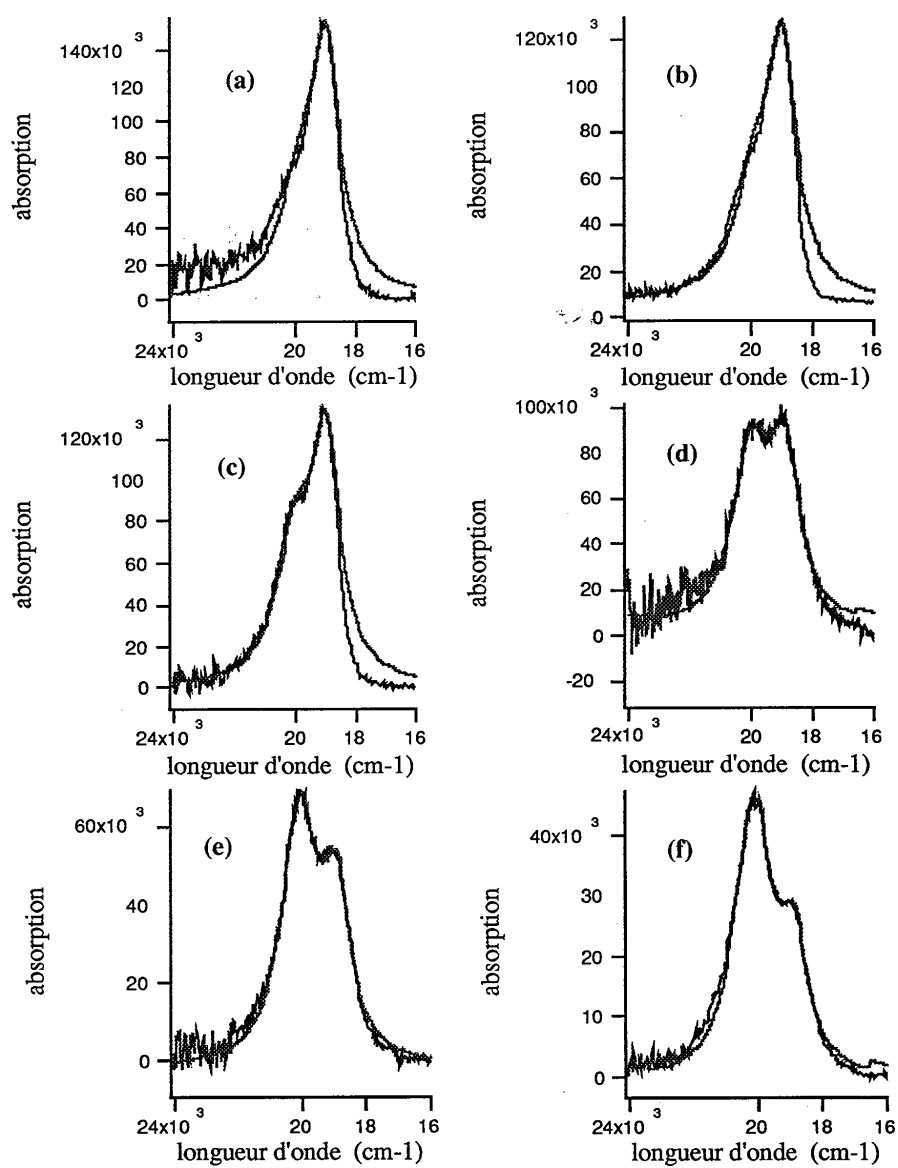 140x10 3
120
100
80
60
40
20
0
absorption
(a)
24x10 3
20
18
16
longueur d'onde (cm-1)
120x10 3
100
80
60
40
20
0
absorption
(b)
24x10 3
20
18
16
longueur d'onde (cm-1)
120x10 3
100
80
60
40
20
0
absorption
(c)
24x10 3
20
18
16
longueur d'onde (cm-1)
100x10 3
80
60
40
20
0
-20
absorption
(d)
24x10 3
20
18
16
longueur d'onde (cm-1)
60x10 3
40
20
0
absorption
(e)
24x10 3
20
18
16
longueur d'onde (cm-1)
40x10 3
30
20
10
0
absorption
(f)
24x10 3
20
18
16
longueur d'onde (cm-1)